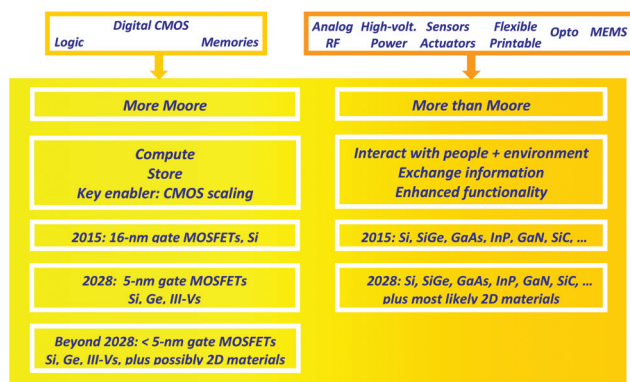 Digital CMOS
Logic Memories
Analog RF
High-volt. Power
Sensors Actuators
Flexible Printable
Opto
MEMS
More Moore
Compute
Store
Key enabler: CMOS scaling
2015: 16-nm gate MOSFETs, Si
2028: 5-nm gate MOSFETs
Si, Ge, III-Vs
Beyond 2028: < 5-nm gate MOSFETs
Si, Ge, III-Vs, plus possibly 2D materials
More than Moore
Interact with people + environment
Exchange information
Enhanced functionality
2015: Si, SiGe, GaAs, InP, GaN, SiC, …
2028: Si, SiGe, GaAs, InP, GaN, SiC, …
plus most likely 2D materials